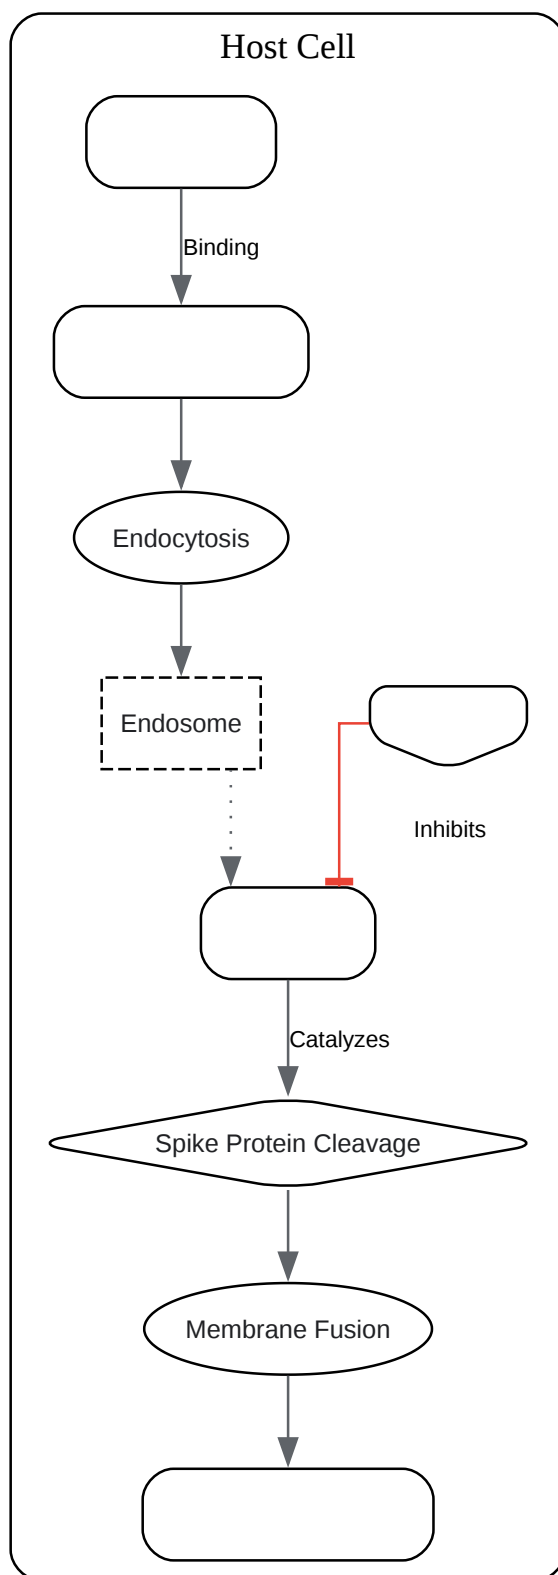 Host Cell
Binding
Endocytosis
Endosome
Inhibits
Catalyzes
Spike Protein Cleavage
Membrane Fusion